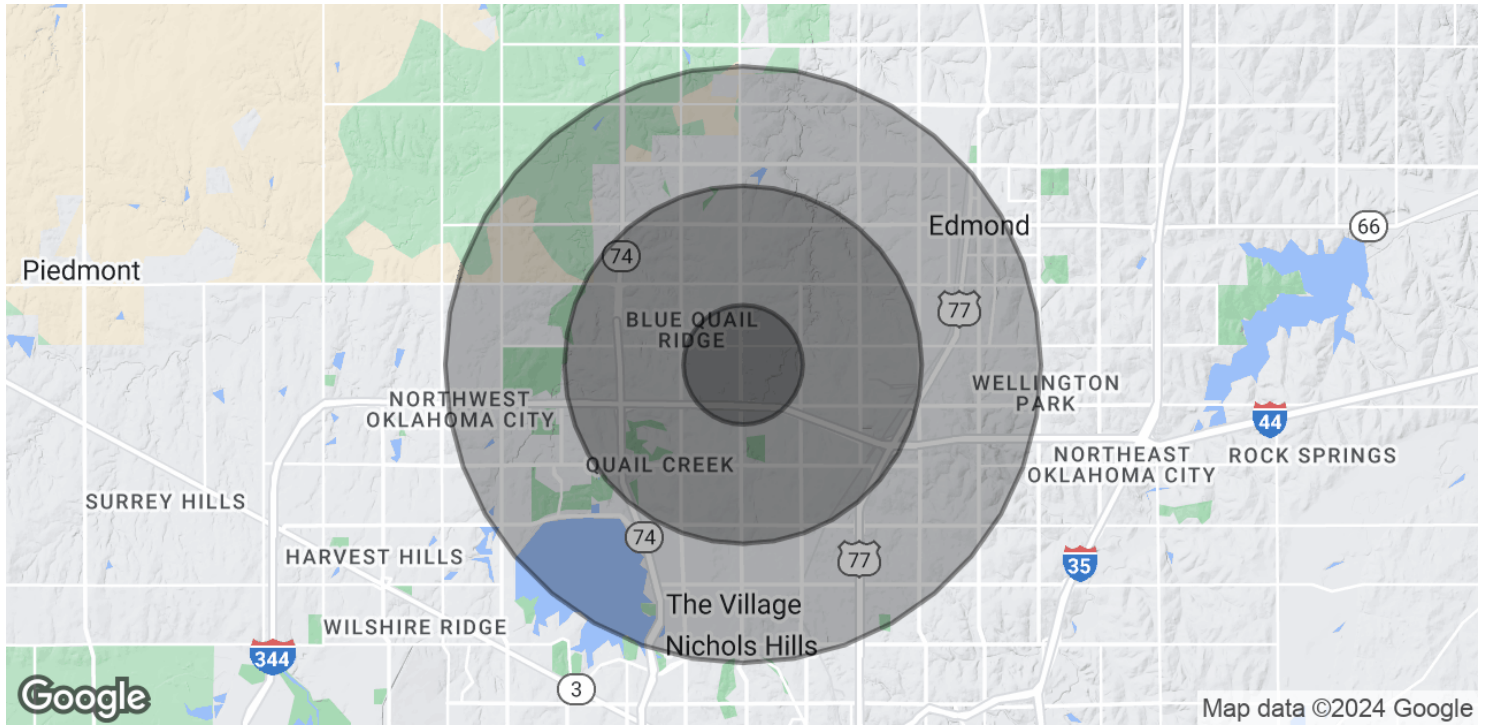 Edmond
66
74
Piedmont
77
BLUE QUAIL
RIDGE
WELLINGTON
PARK
NORTHWEST
OKLAHOMA CITY
44
NORTHEAST
OKLAHOMA CITY
ROCK SPRINGS
QUAIL CREEK
SURREY HILLS
74
HARVEST HILLS
77
35
The Village
WILSHIRE RIDGE
Nichols Hills
344
3
Google
Map data ©2024 Google